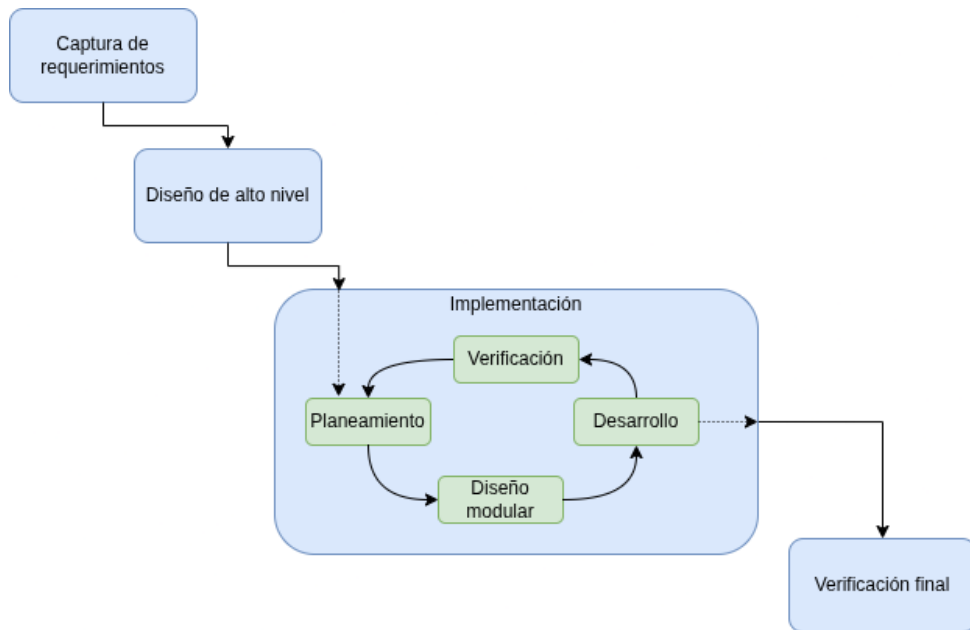 Captura de
requerimientos
Diseño de alto nivel
Implementación
Verificación
Planeamiento
Desarrollo
Diseño
modular
Verificación final